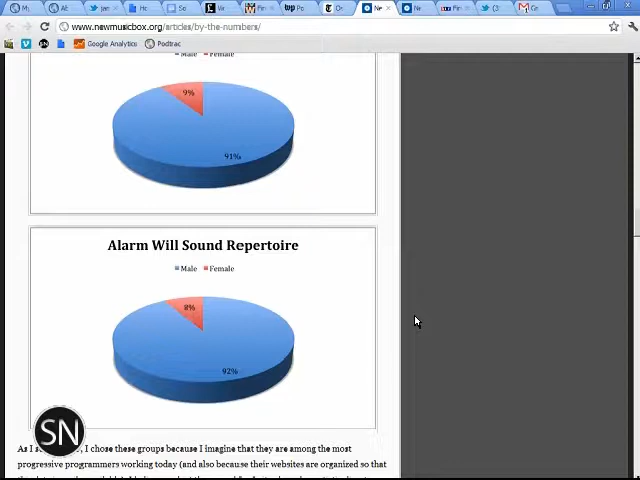 www.newmusicbox.org/articles/by-the-numbers/
Google Analytics
Podtrac
Male Female
9%
91%
Alarm Will Sound Repertoire
Male Female
8%
92%
SN
As I , I chose these groups because I imagine that they are among the most
progressive programmers working today (and also because their websites are organized so that